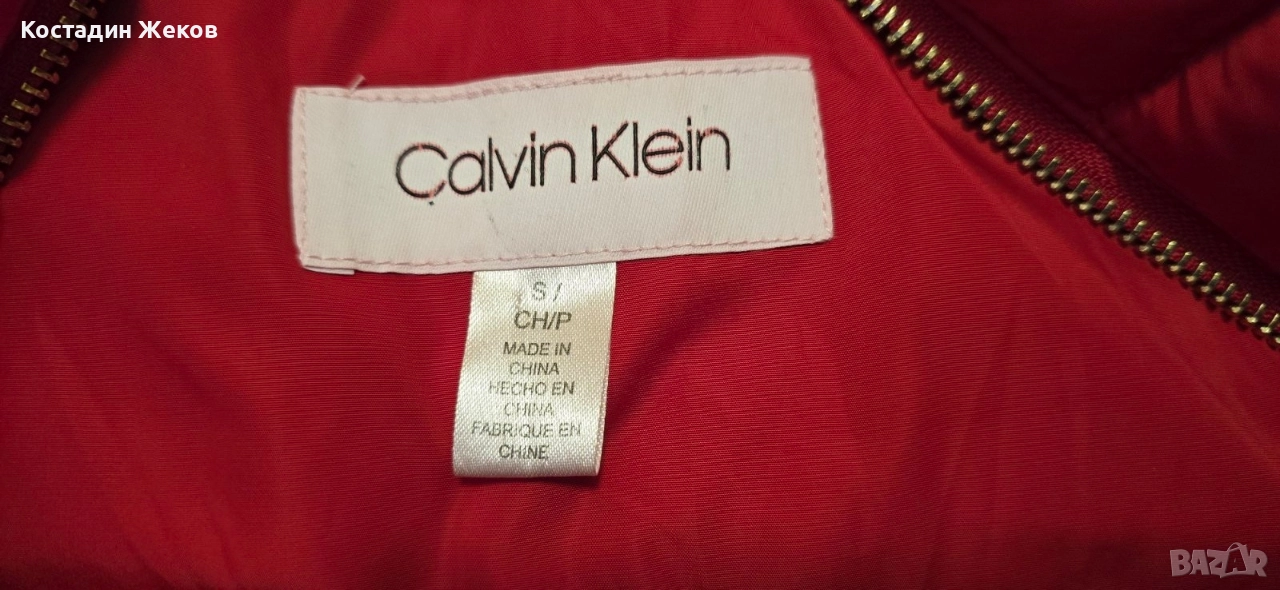 Костадин Жеков
Calvin Klein
S /
CH/P
MADE IN
CHINA
HECHO EN
CHINA
FABRIQUE EN
CHINE
BAZAR